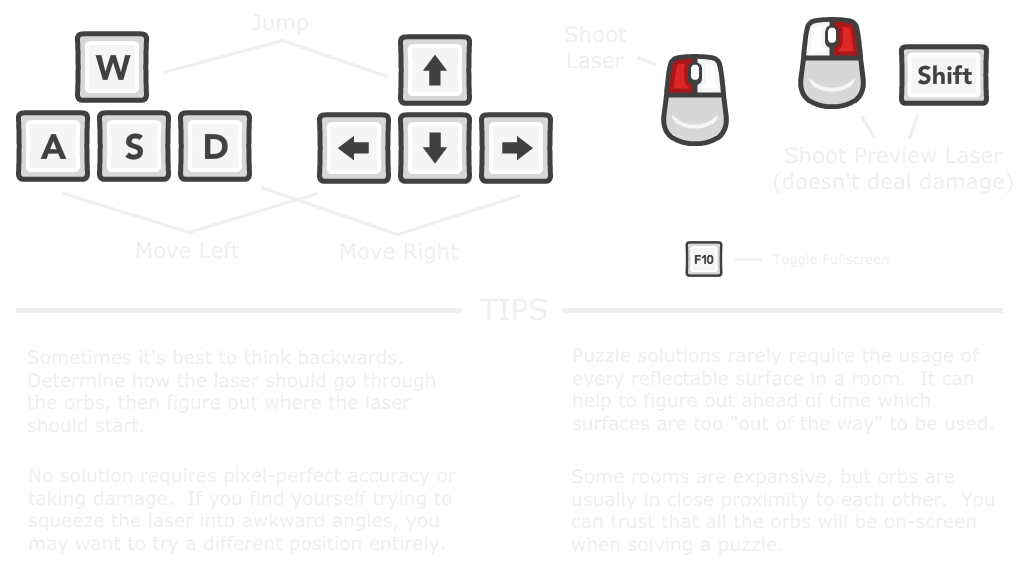 Jump
W
A S D
Move Left
Move Right
Shoot
Laser
Shift
Shoot Preview Laser
(doesn't deal damage)
F10
Toggle Fullscreen
TIPS
Sometimes it's best to think backwards.
Determine how the laser should go through
the orbs, then figure out where the laser
should start.
No solution requires pixel-perfect accuracy or
taking damage.  If you find yourself trying to
squeeze the laser into awkward angles, you
may want to try a different position entirely.
Puzzle solutions rarely require the usage of
every reflectable surface in a room.  It can
help to figure out ahead of time which
surfaces are too "out of the way" to be used.
Some rooms are expansive, but orbs are
usually in close proximity to each other.  You
can trust that all the orbs will be on-screen
when solving a puzzle.